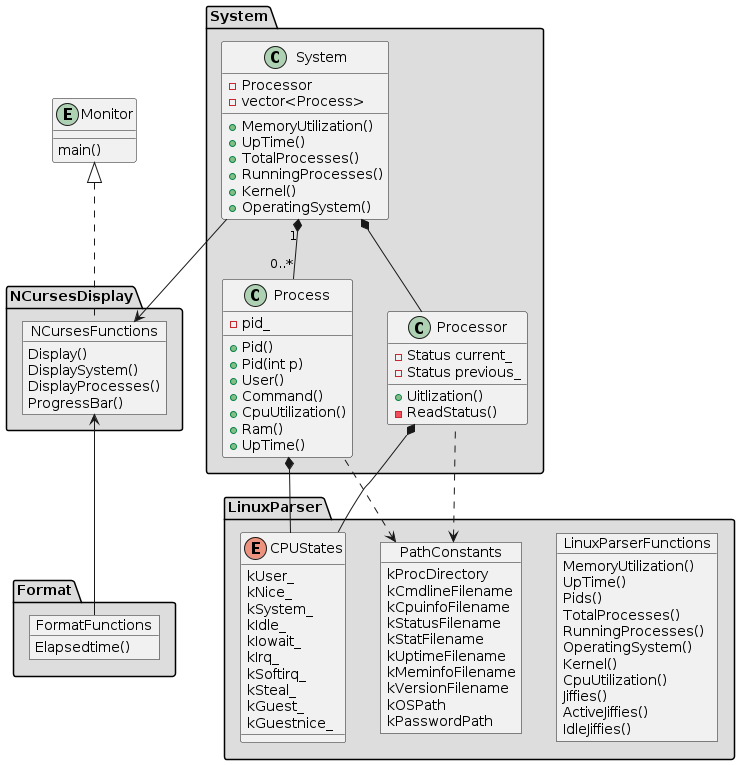 System
C System
Processor
vector<Process>
MemoryUtilization()
UpTime()
TotalProcesses()
RunningProcesses()
Kernel()
OperatingSystem()
E Monitor
main()
1
0..*
NCursesDisplay
NCursesFunctions
Display()
DisplaySystem()
DisplayProcesses()
ProgressBar()
C Process
pid_
Pid()
Pid(int p)
User()
Command()
CpuUtilization()
Ram()
UpTime()
C Processor
Status current_
Status previous_
Uitlization()
ReadStatus()
LinuxParser
E CPUStates
kUser_
kNice_
kSystem_
kIdle_
kIowait_
kIrq_
kSoftirq_
kSteal_
kGuest_
kGuestnice_
PathConstants
kProcDirectory
kCmdlineFilename
kCpuinfoFilename
kStatusFilename
kStatFilename
kUptimeFilename
kMeminfoFilename
kVersionFilename
kOSPath
kPasswordPath
LinuxParserFunctions
MemoryUtilization()
UpTime()
Pids()
TotalProcesses()
RunningProcesses()
OperatingSystem()
Kernel()
CpuUtilization()
Jiffies()
ActiveJiffies()
IdleJiffies()
Format
FormatFunctions
Elapsedtime()